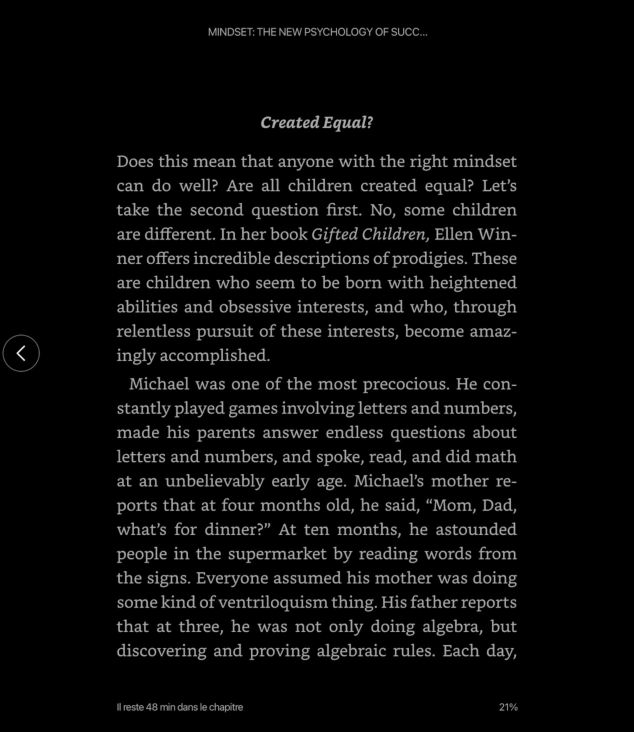 MINDSET: THE NEW PSYCHOLOGY OF SUCC...
Created Equal?
Does this mean that anyone with the right mindset
can do well? Are all children created equal? Let’s
take the second question first. No, some children
are different. In her book Gifted Children, Ellen Win-
ner offers incredible descriptions of prodigies. These
are children who seem to be born with heightened
abilities and obsessive interests, and who, through
relentless pursuit of these interests, become amaz-
ingly accomplished.
Michael was one of the most precocious. He con-
stantly played games involving letters and numbers,
made his parents answer endless questions about
letters and numbers, and spoke, read, and did math
at an unbelievably early age. Michael’s mother re-
ports that at four months old, he said, “Mom, Dad,
what’s for dinner?” At ten months, he astounded
people in the supermarket by reading words from
the signs. Everyone assumed his mother was doing
some kind of ventriloquism thing. His father reports
that at three, he was not only doing algebra, but
discovering and proving algebraic rules. Each day,
Il reste 48 min dans le chapitre
21%